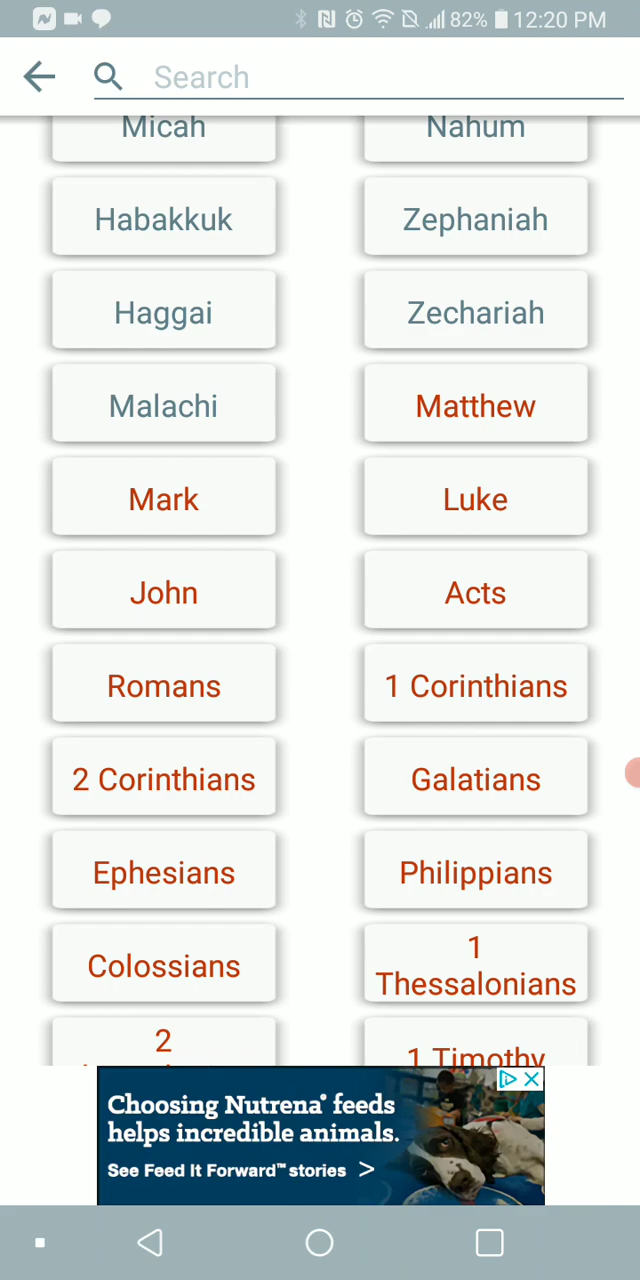 82% 12:20 PM
Search
Micah Nahum
Habakkuk Zephaniah
Haggai Zechariah
Malachi Matthew
Mark Luke
John Acts
Romans 1 Corinthians
2 Corinthians Galatians
Ephesians Philippians
Colossians 1
Thessalonians
2 1 Timothy
Choosing Nutrena® feeds
helps incredible animals.
See Feed It Forward™ stories >